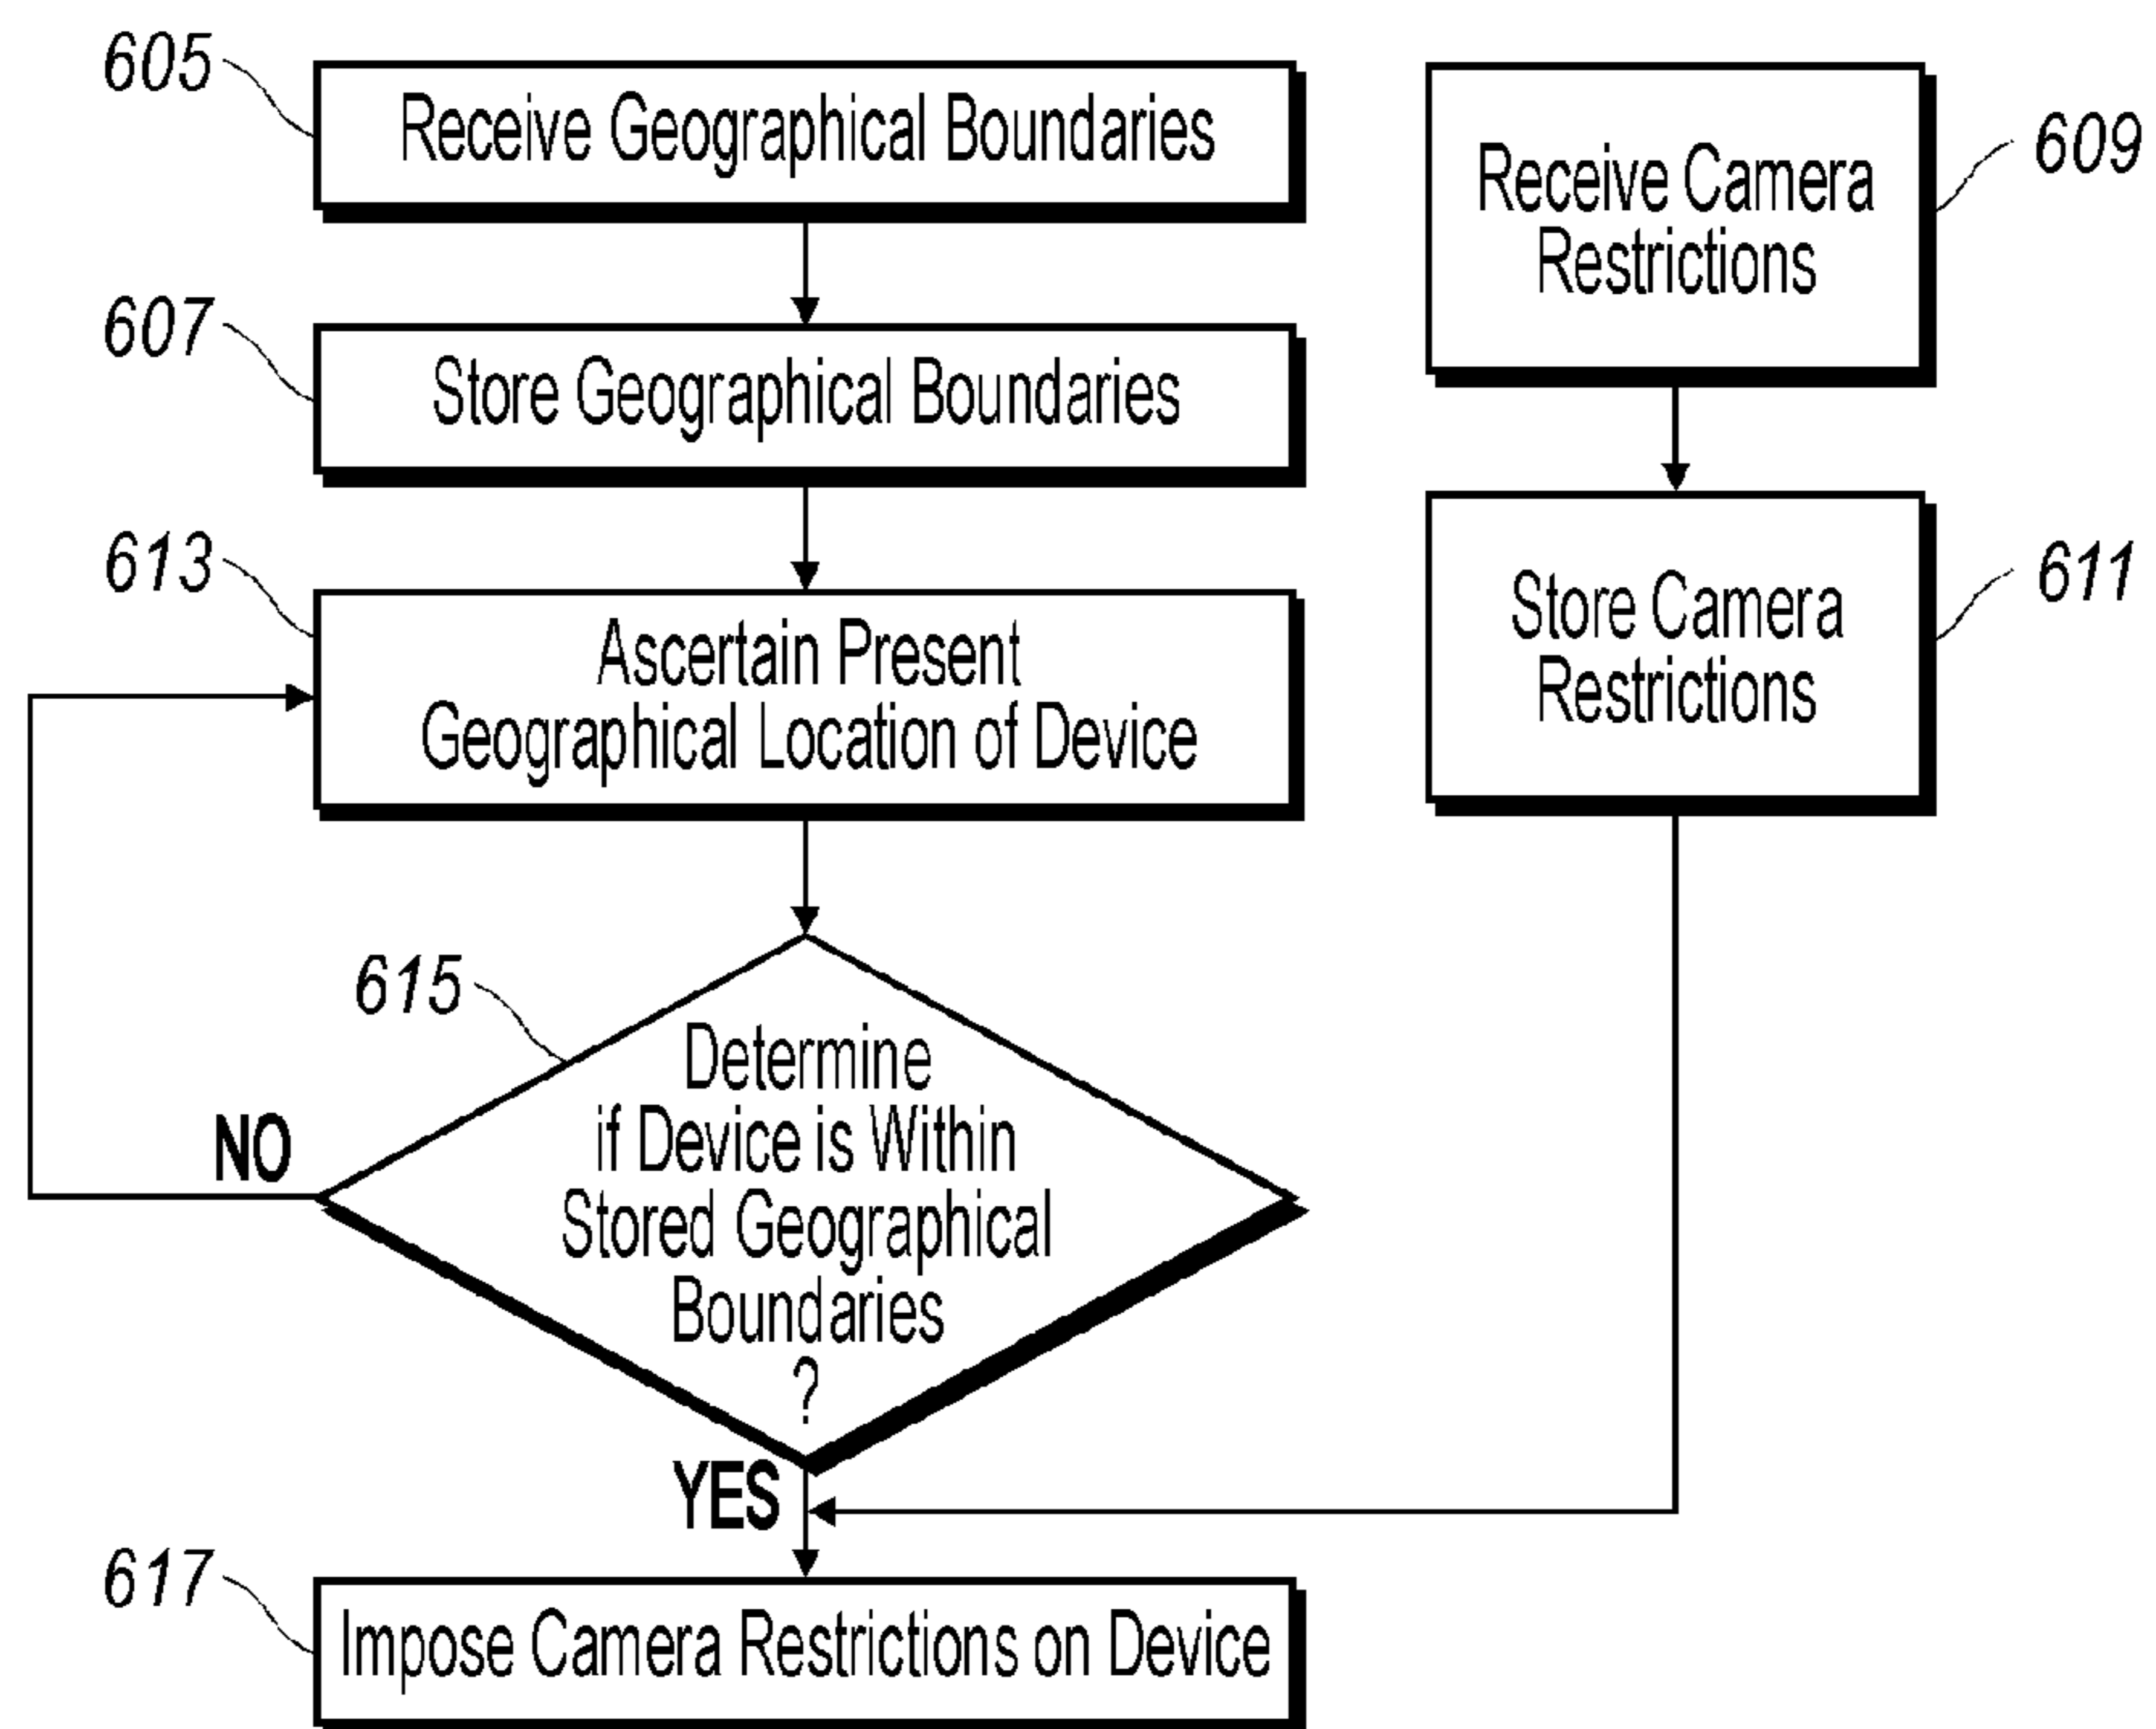 605
Receive Geographical Boundaries
607
Store Geographical Boundaries
613
Ascertain Present
Geographical Location of Device
615
Determine
if Device is Within
Stored Geographical
Boundaries
?
NO
YES
617
Impose Camera Restrictions on Device
Receive Camera
Restrictions
609
Store Camera
Restrictions
611